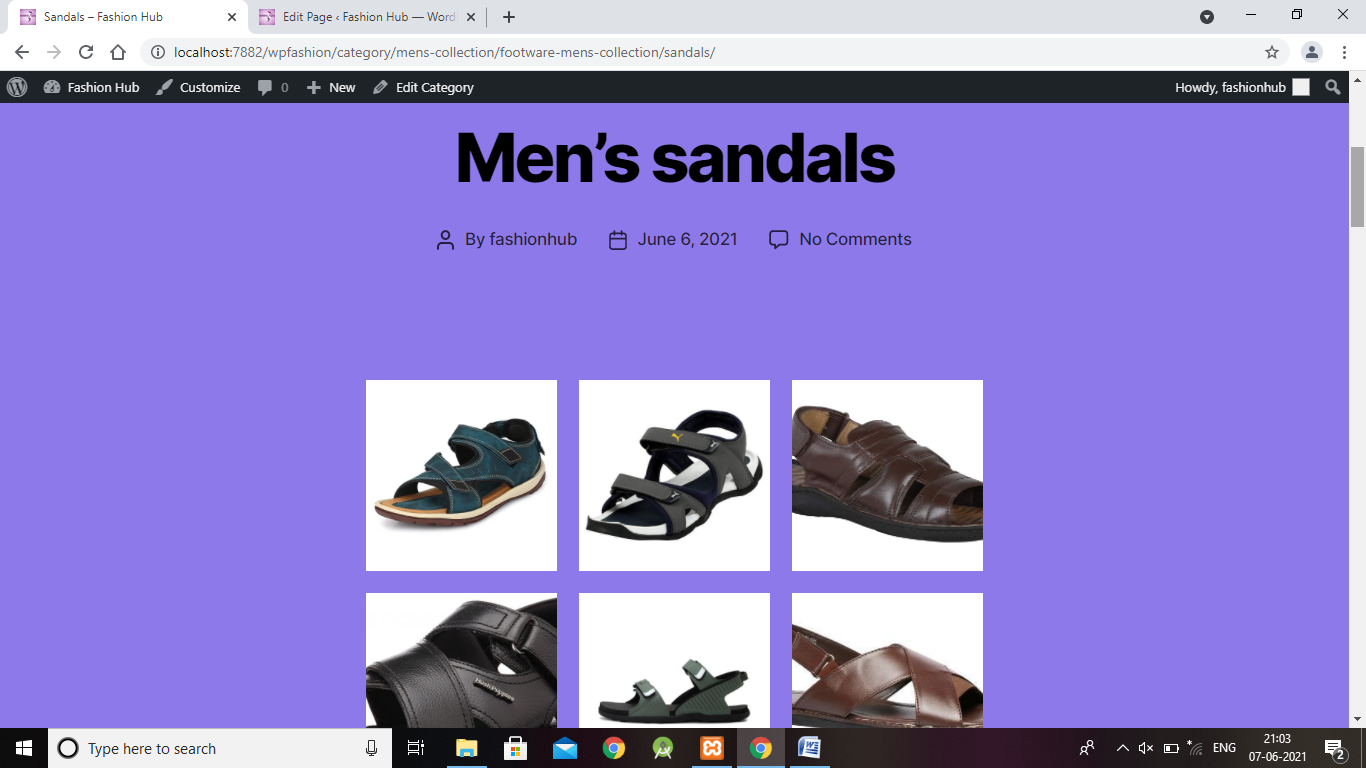 Sandals – Fashion Hub
Edit Page ‹ Fashion Hub — Word
localhost:7882/wpfashion/category/mens-collection/footware-mens-collection/sandals/
Fashion Hub
Customize
0
New
Edit Category
Howdy, fashionhub
Men’s sandals
By fashionhub
June 6, 2021
No Comments
Hush Puppies
Type here to search
ENG
21:03
07-06-2021
2